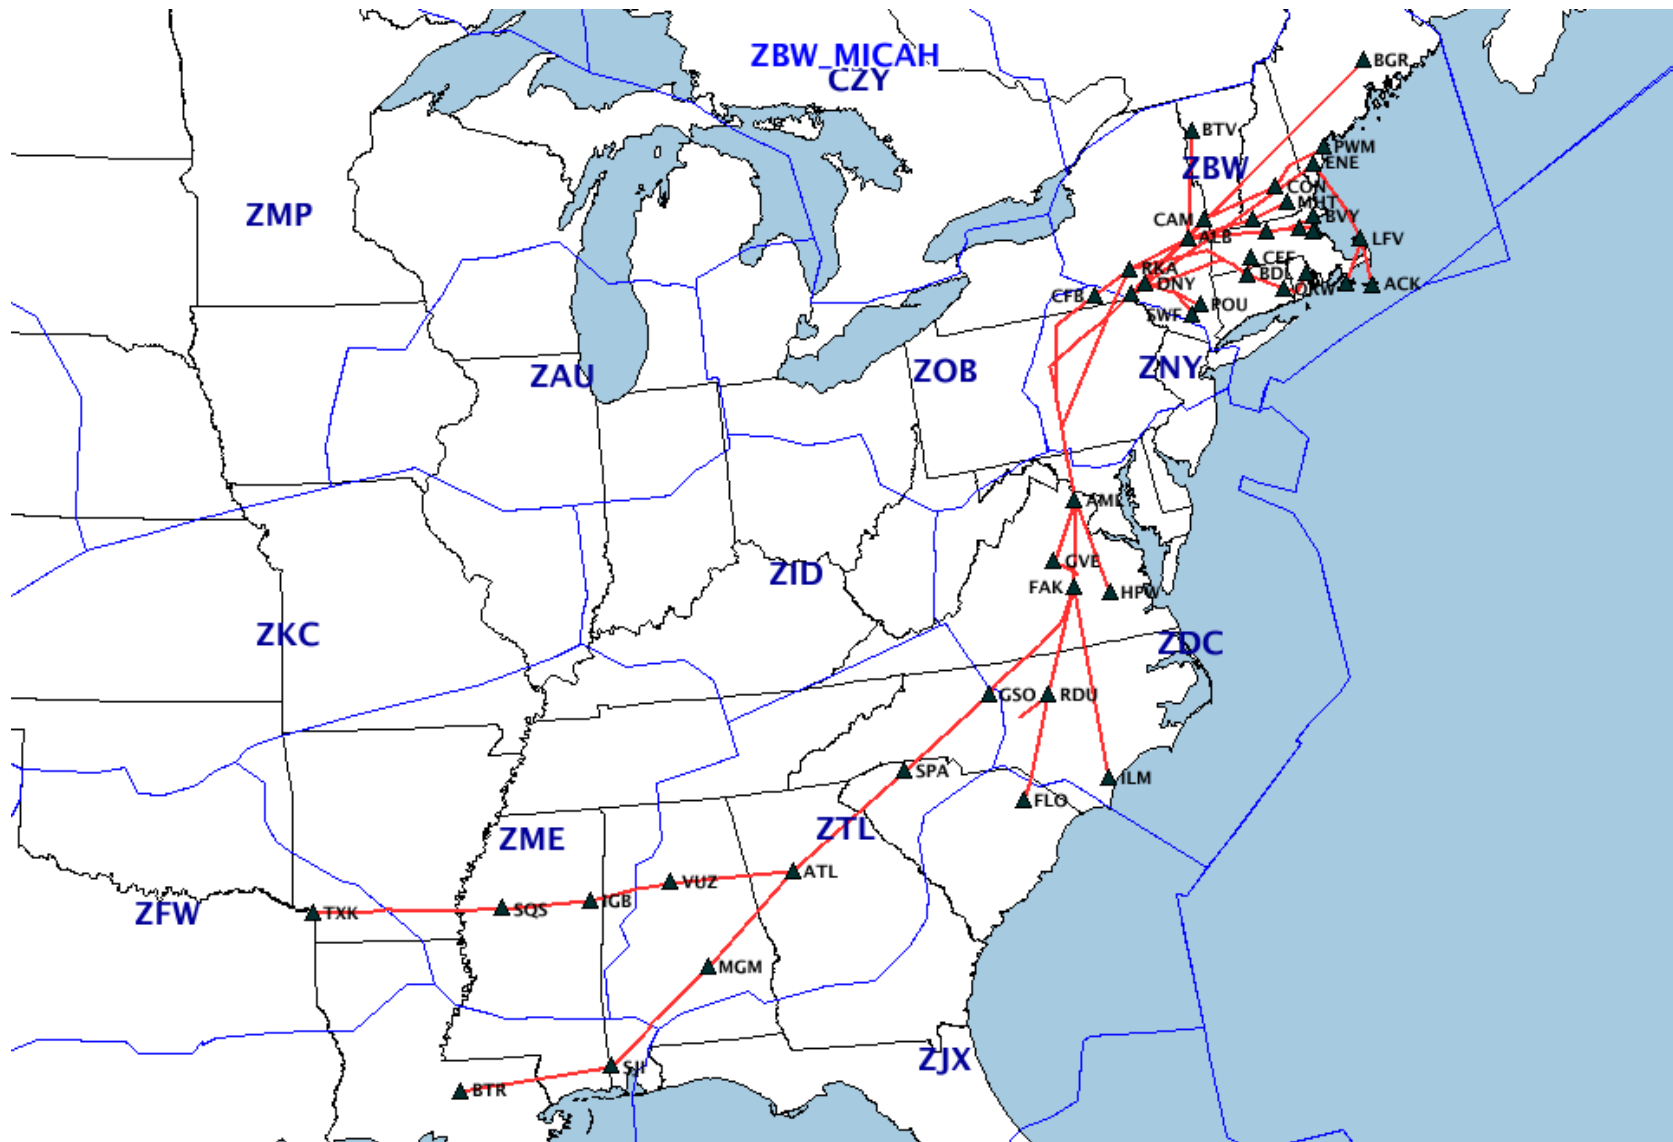 ZBW_MICAH
CZY
BGR
BTV
PWM
ENE
ZBW
CON
MHT
ZMP
CAM
BVY
ALB
LFV
CEF
RKA
BDL
DNY
ACK
CFB
POU
SWF
ZAU
ZOB
ZNY
AML
GVE
ZID
FAK
HPW
ZKC
ZDC
GSO
RDU
SPA
ILM
FLO
ZME
ZTL
ATL
VUZ
IGB
SQS
ZFW
TXK
MGM
ZJX
SJI
BTR